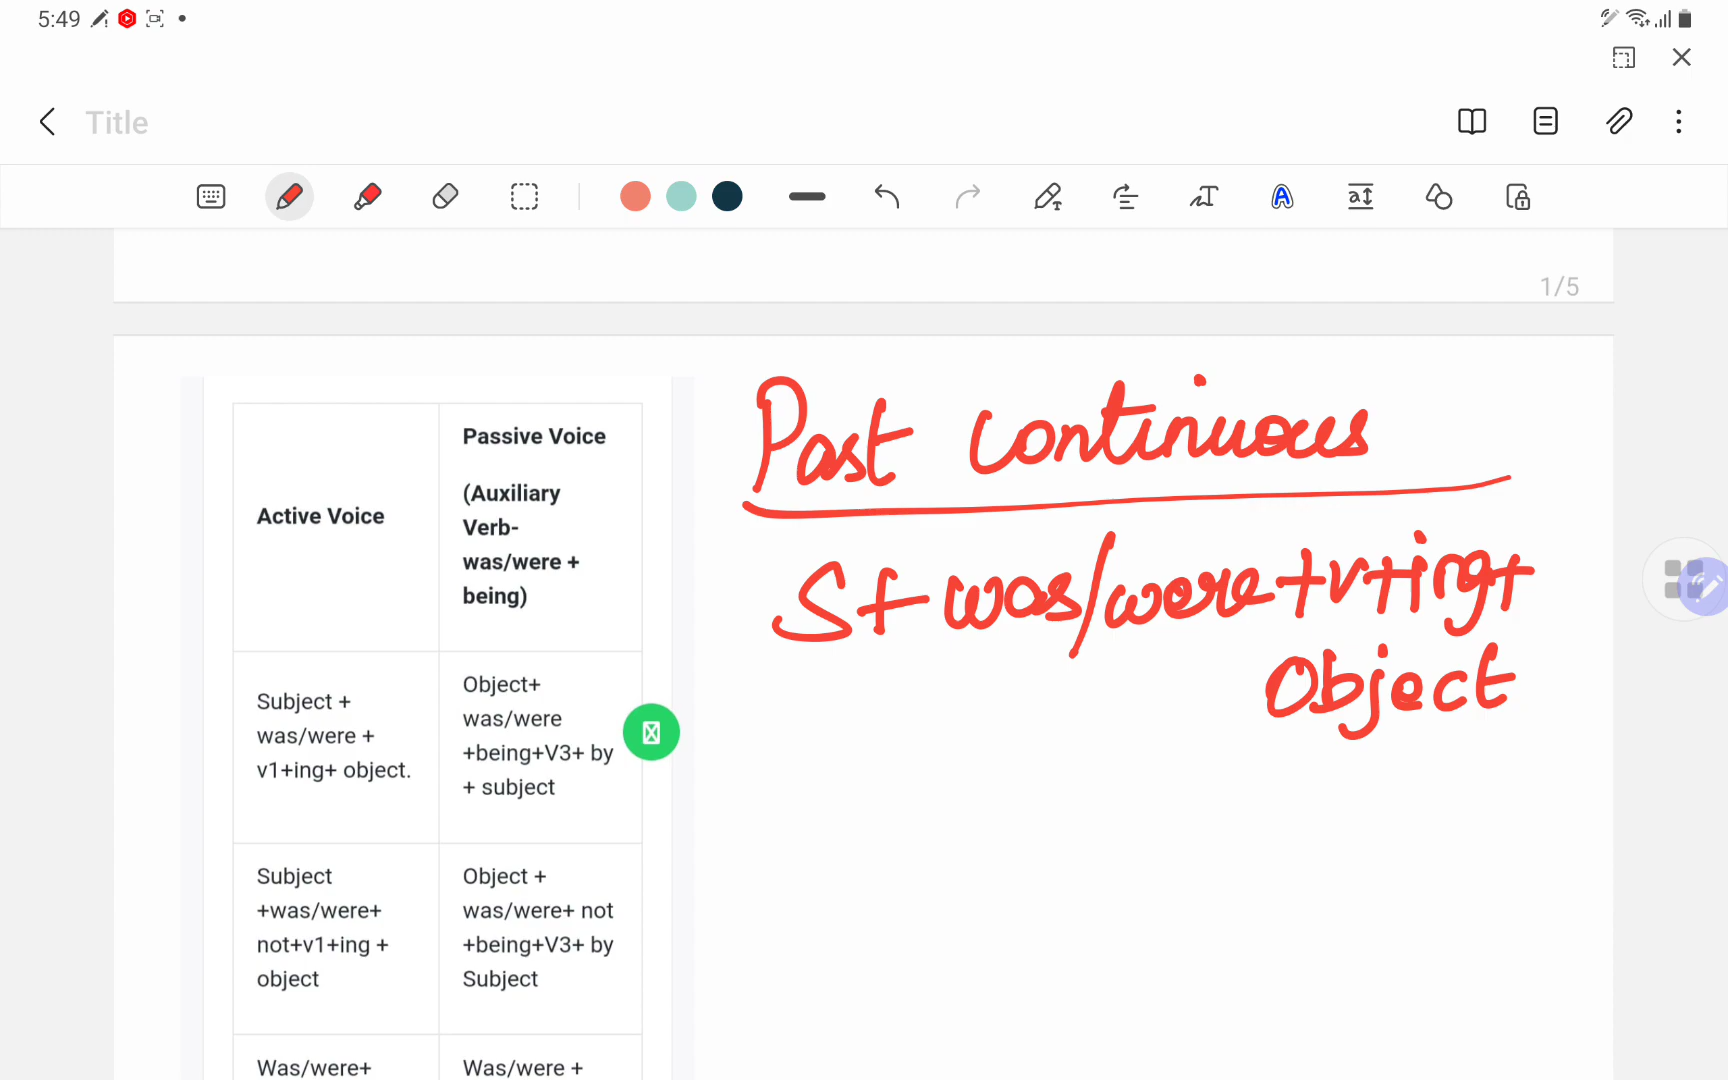 5:49
Title
1/5
Passive Voice
(Auxiliary
Verb-
was/were +
being)
Active Voice
Subject +
was/were +
v1+ing+ object.
Object+
was/were
+being+V3+ by
+ subject
Subject
+was/were+
not+v1+ing +
object
Object +
was/were+ not
+being+V3+ by
Subject
Was/were+
Was/were +
Past continuous
S+ was/were+v+ing+
Object